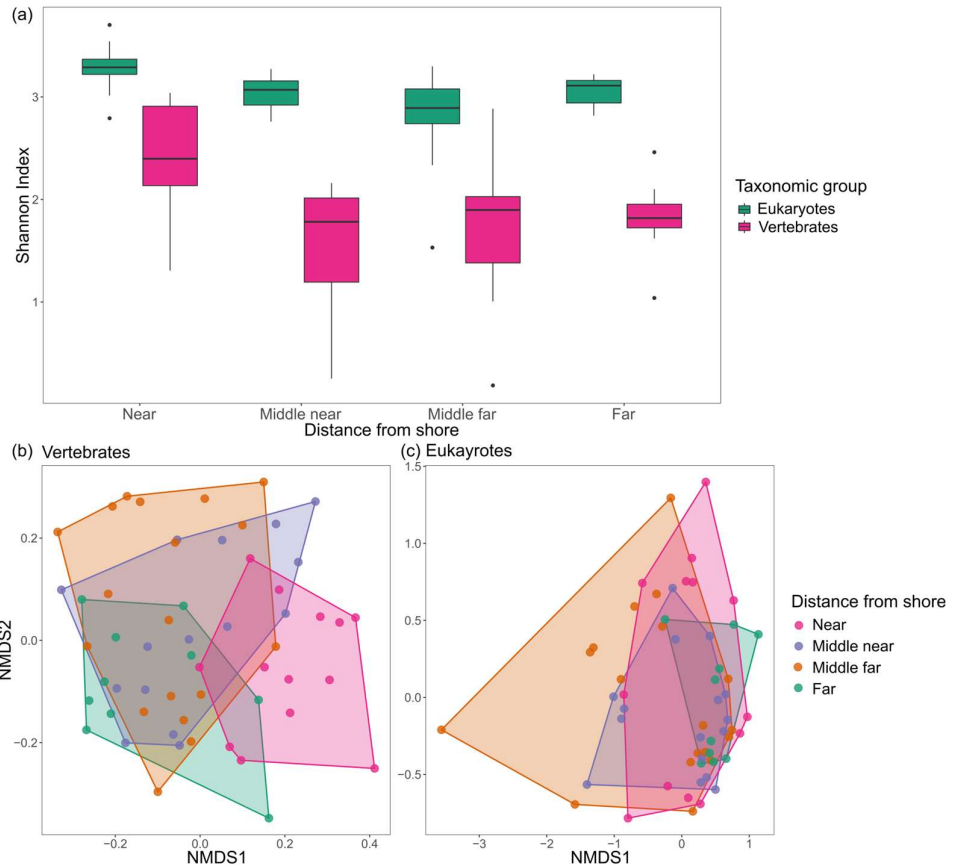 (a)
Shannon Index
3
2
1
Near
Middle near
Middle far
Far
Distance from shore
Taxonomic group
Eukaryotes
Vertebrates
(b) Vertebrates
NMDS2
0.2
0.0
−0.2
−0.2
0.0
0.2
0.4
NMDS1
(c) Eukayrotes
1.5
1.0
0.5
0.0
−0.5
−3
−2
−1
0
1
NMDS1
Distance from shore
Near
Middle near
Middle far
Far